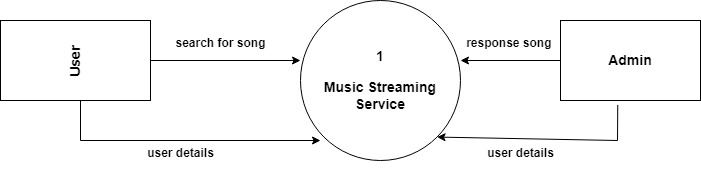 search for song
response song
User
1
Music Streaming
Service
Admin
user details
user details